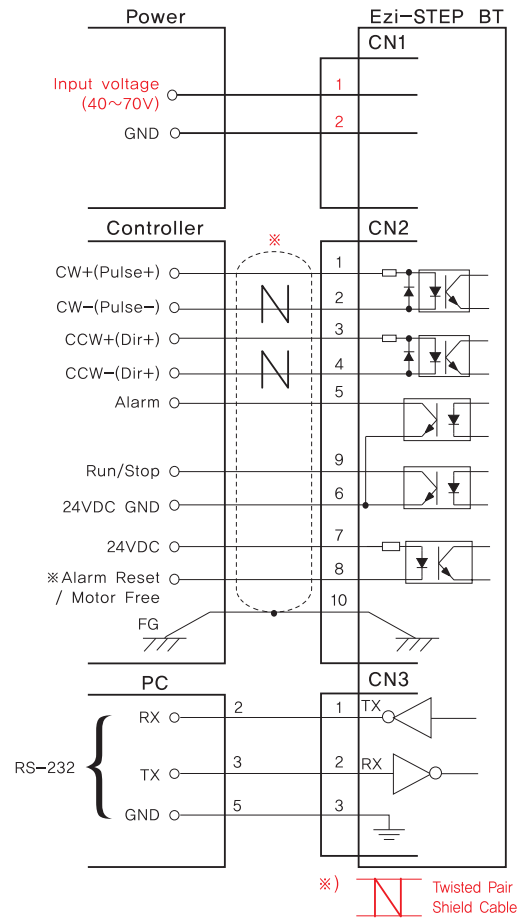 Power
Ezi-STEP BT
CN1
Input voltage
(40~70V)
1
GND
2
Controller
※
CN2
CW+(Pulse+)
1
CW-(Pulse-)
2
CCW+(Dir+)
3
CCW-(Dir+)
4
Alarm
5
Run/Stop
9
24VDC GND
6
24VDC
7
※Alarm Reset
/ Motor Free
8
FG
10
PC
CN3
RS-232
RX
2
1
TX
TX
3
2
RX
GND
5
3
※)
Twisted Pair
Shield Cable